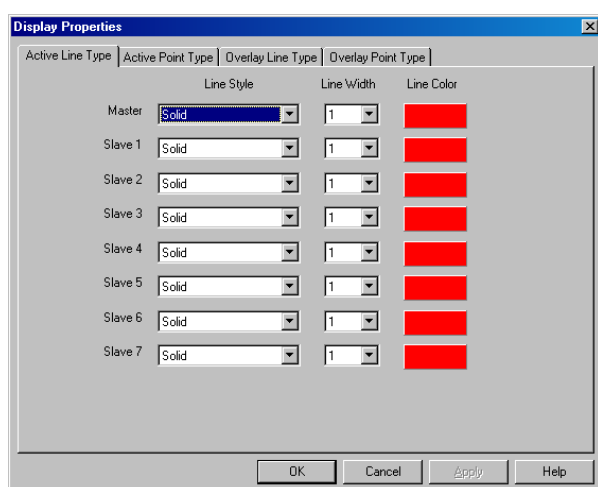 Display Properties
Active Line Type Active Point Type Overlay Line Type Overlay Point Type
Line Style Line Width Line Color
Master Solid 1
Slave 1 Solid 1
Slave 2 Solid 1
Slave 3 Solid 1
Slave 4 Solid 1
Slave 5 Solid 1
Slave 6 Solid 1
Slave 7 Solid 1
OK Cancel Apply Help